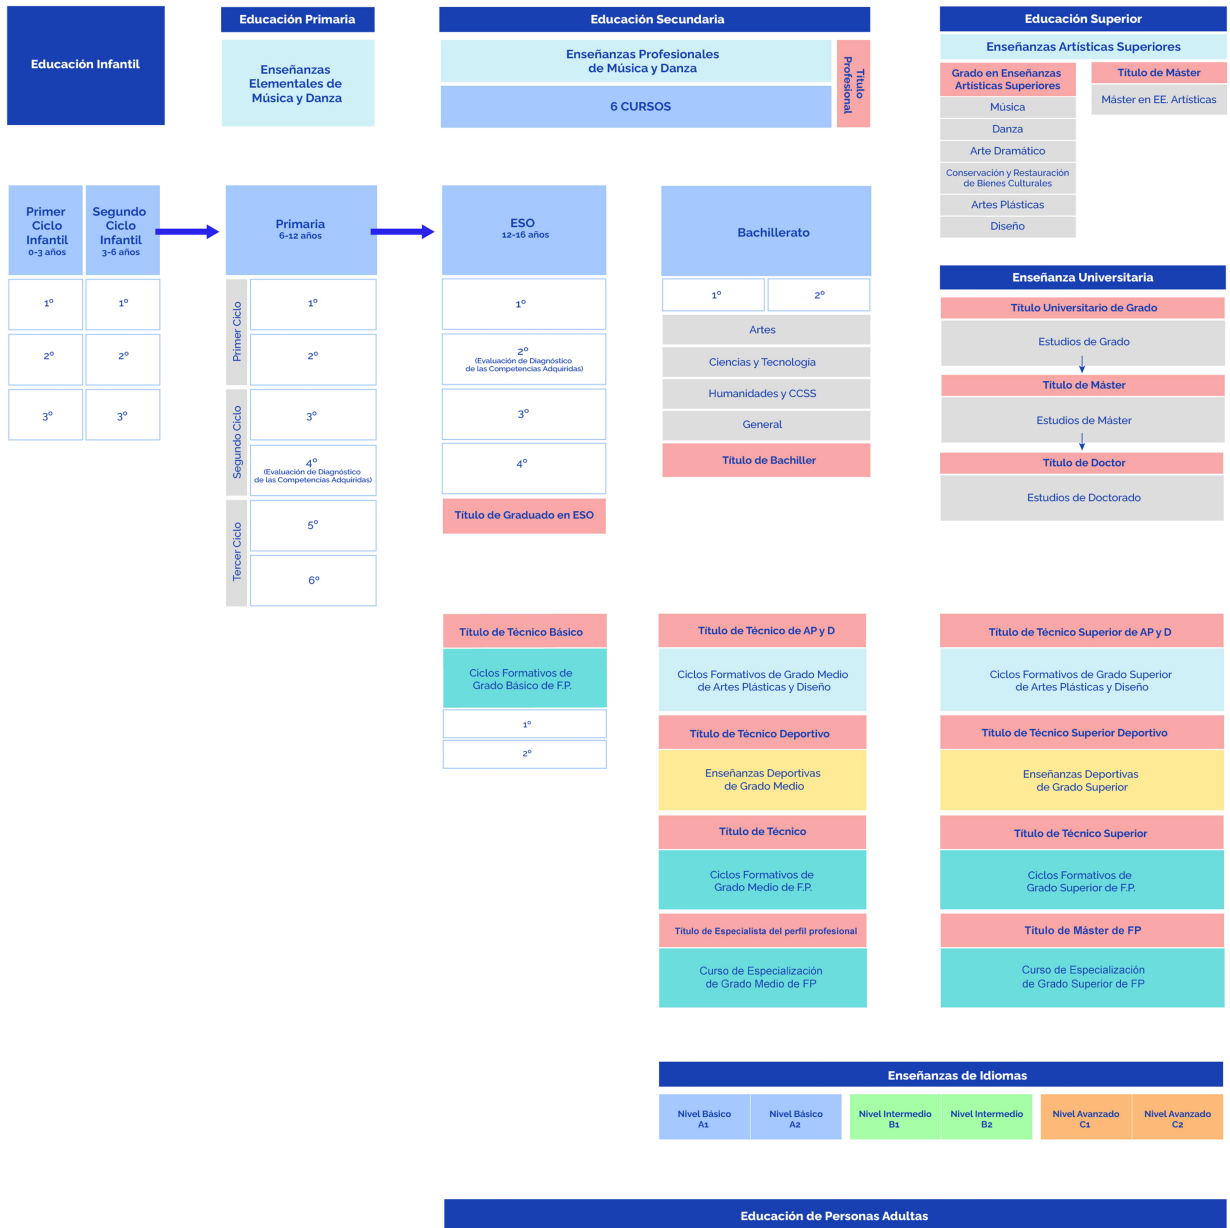 Educación Infantil
Educación Primaria
Enseñanzas
Elementales de
Música y Danza
Educación Secundaria
Enseñanzas Profesionales
de Música y Danza
6 CURSOS
Título
Profesional
Educación Superior
Enseñanzas Artísticas Superiores
Grado en Enseñanzas
Artísticas Superiores
Música
Danza
Arte Dramático
Conservación y Restauración
de Bienes Culturales
Artes Plásticas
Diseño
Título de Máster
Máster en EE. Artísticas
Primer
Ciclo
Infantil
0-3 años
1º
2º
3º
Segundo
Ciclo
Infantil
3-6 años
1º
2º
3º
Primaria
6-12 años
Primer Ciclo
1º
2º
Segundo Ciclo
3º
4º
(Evaluación de Diagnóstico
de las Competencias Adquiridas)
Tercer Ciclo
5º
6º
ESO
12-16 años
1º
2º
(Evaluación de Diagnóstico
de las Competencias Adquiridas)
3º
4º
Título de Graduado en ESO
Bachillerato
1º
2º
Artes
Ciencias y Tecnología
Humanidades y CCSS
General
Título de Bachiller
Enseñanza Universitaria
Título Universitario de Grado
Estudios de Grado
Título de Máster
Estudios de Máster
Título de Doctor
Estudios de Doctorado
Título de Técnico Básico
Ciclos Formativos de
Grado Básico de F.P.
1º
2º
Título de Técnico de AP y D
Ciclos Formativos de Grado Medio
de Artes Plásticas y Diseño
Título de Técnico Deportivo
Enseñanzas Deportivas
de Grado Medio
Título de Técnico
Ciclos Formativos de
Grado Medio de F.P.
Título de Especialista del perfil profesional
Curso de Especialización
de Grado Medio de FP
Título de Técnico Superior de AP y D
Ciclos Formativos de Grado Superior
de Artes Plásticas y Diseño
Título de Técnico Superior Deportivo
Enseñanzas Deportivas
de Grado Superior
Título de Técnico Superior
Ciclos Formativos de
Grado Superior de F.P.
Título de Máster de FP
Curso de Especialización
de Grado Superior de FP
Enseñanzas de Idiomas
Nivel Básico
A1
Nivel Básico
A2
Nivel Intermedio
B1
Nivel Intermedio
B2
Nivel Avanzado
C1
Nivel Avanzado
C2
Educación de Personas Adultas